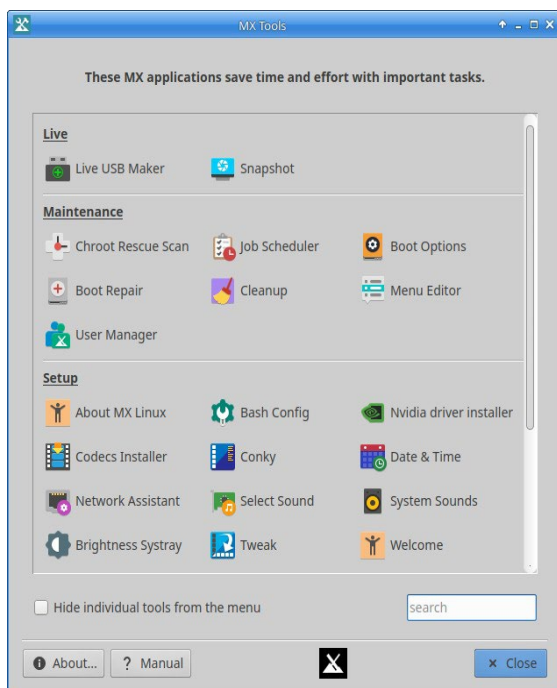 MX Tools
These MX applications save time and effort with important tasks.
Live
Live USB Maker Snapshot
Maintenance
Chroot Rescue Scan Job Scheduler Boot Options
Boot Repair Cleanup Menu Editor
User Manager
Setup
About MX Linux Bash Config Nvidia driver installer
Codecs Installer Conky Date & Time
Network Assistant Select Sound System Sounds
Brightness Systray Tweak Welcome
Hide individual tools from the menu search
About... ? Manual Close